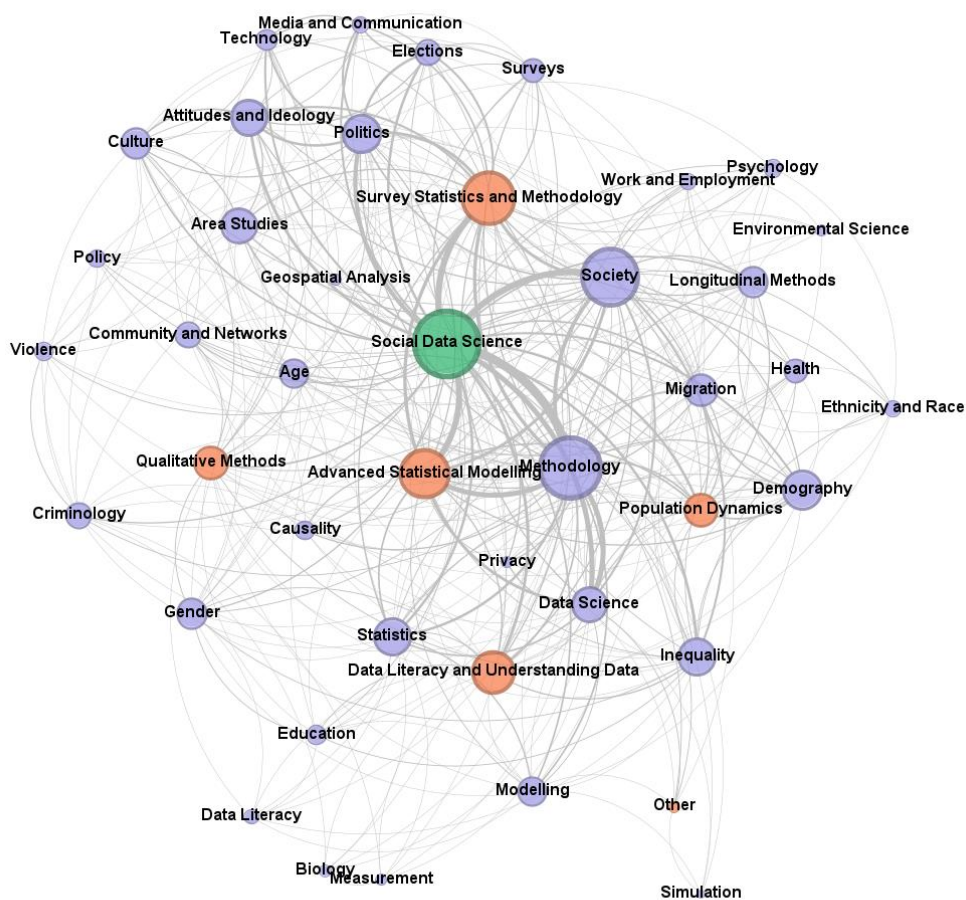 Media and Communication
Technology
Elections
Surveys
Attitudes and Ideology
Politics
Culture
Psychology
Work and Employment
Survey Statistics and Methodology
Area Studies
Environmental Science
Policy
Geospatial Analysis
Society
Longitudinal Methods
Community and Networks
Social Data Science
Violence
Age
Health
Migration
Ethnicity and Race
Qualitative Methods
Advanced Statistical Modelling
Methodology
Demography
Population Dynamics
Criminology
Causality
Privacy
Data Science
Gender
Statistics
Inequality
Data Literacy and Understanding Data
Education
Modelling
Other
Data Literacy
Biology
Measurement
Simulation